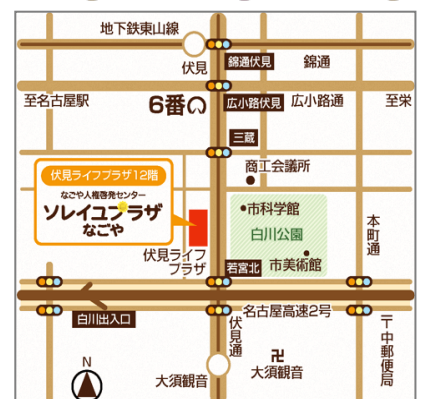 地下鉄東山線
伏見
錦通伏見
錦通
至名古屋駅
6番
広小路伏見
広小路通
至栄
三蔵
商工会議所
伏見ライフプラザ12階
なごや人権啓発センター
ソレイユプラザ
なごや
市科学館
白川公園
本町通
伏見ライフ
プラザ
若宮北
市美術館
白川出入口
名古屋高速2号
伏見通
〒中郵便局
N
大須観音
卍
大須観音